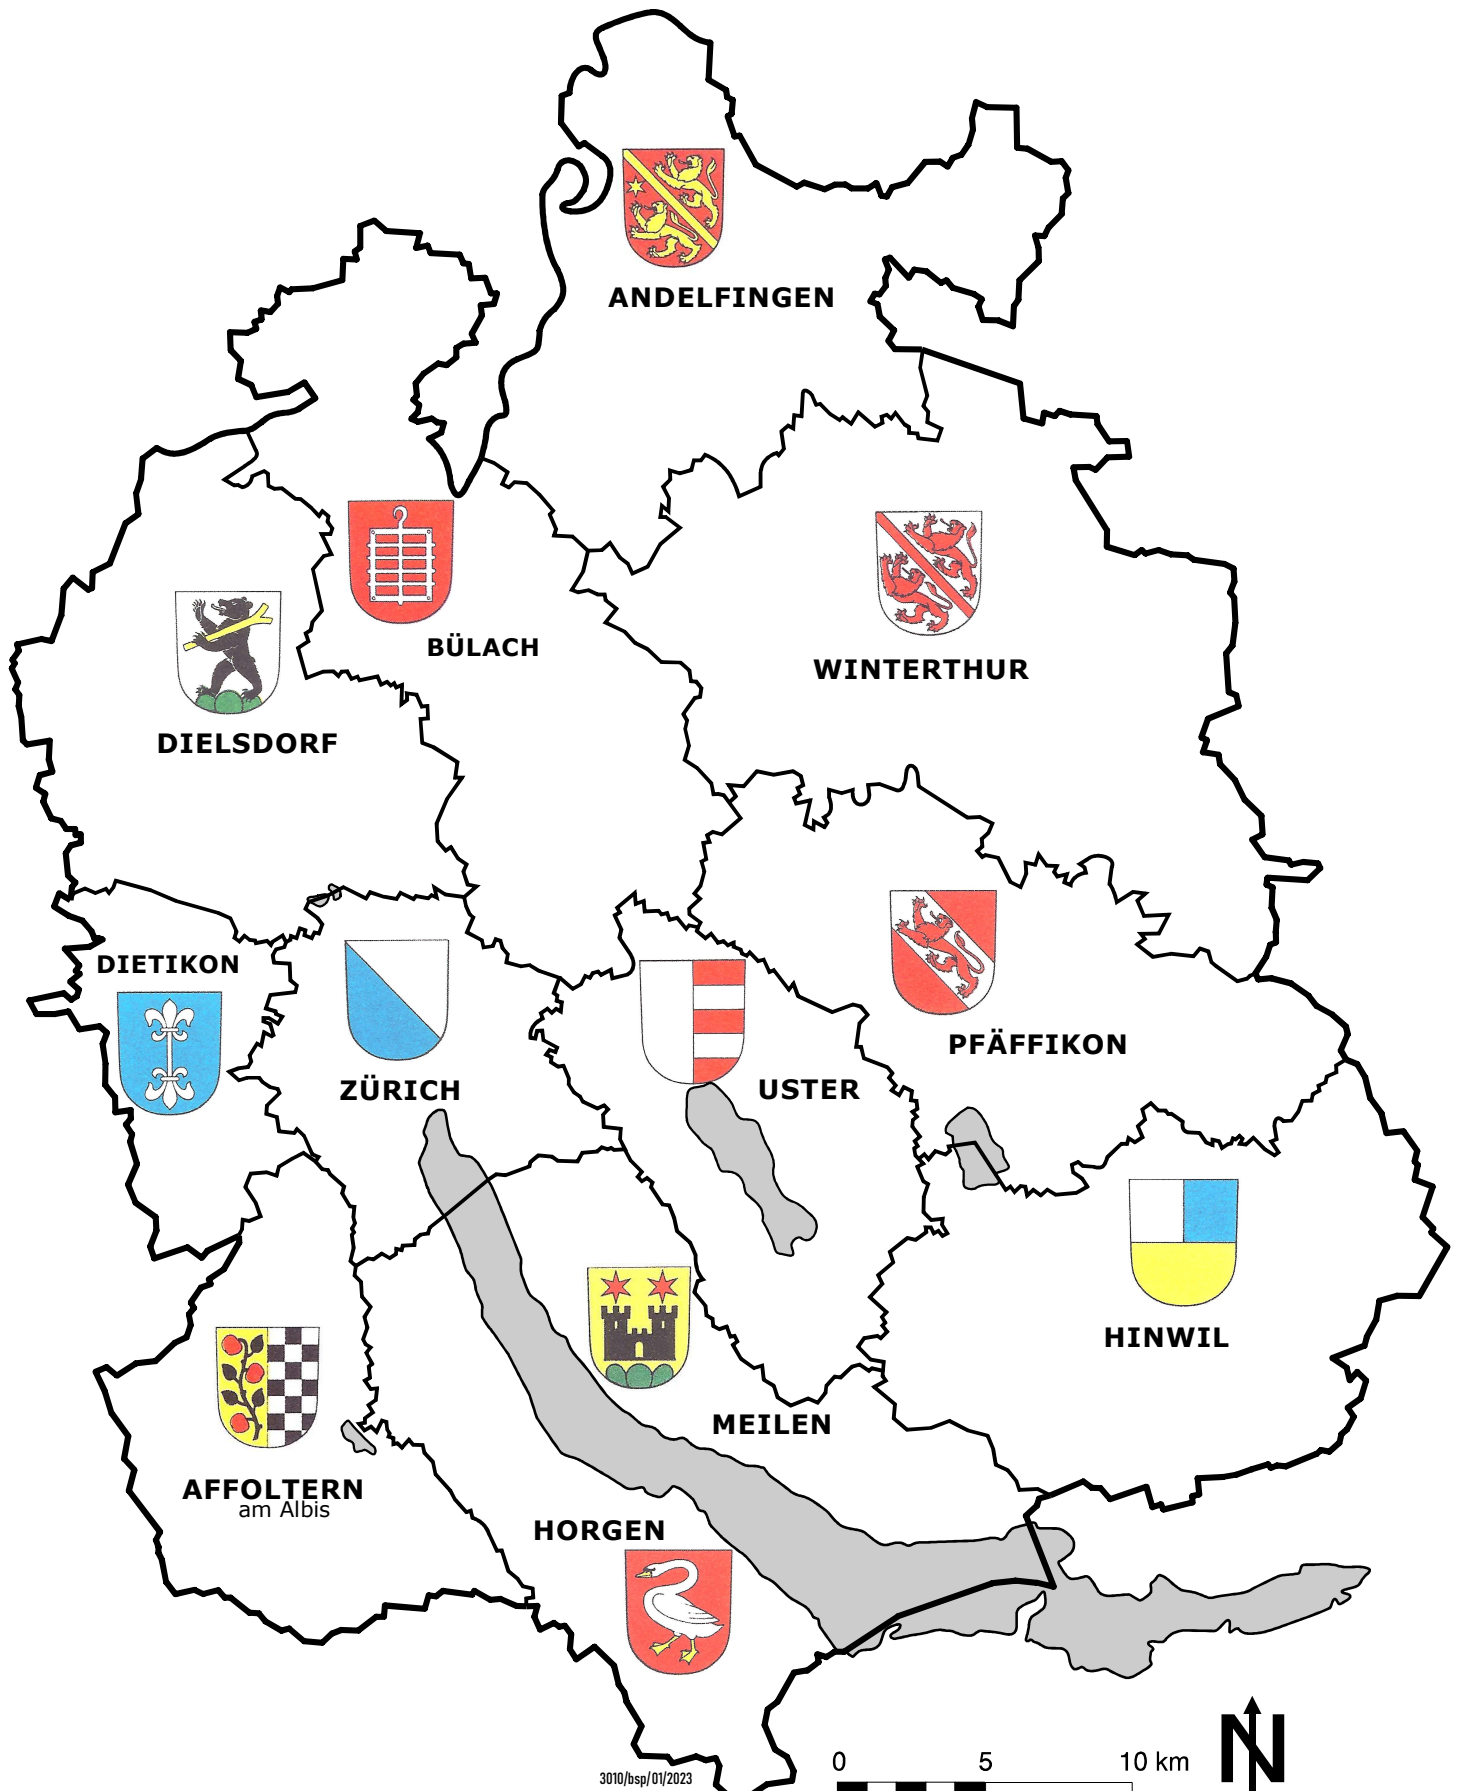 ANDELFINGEN
BÜLACH
WINTERTHUR
DIELSDORF
DIETIKON
PFÄFFIKON
ZÜRICH
USTER
HINWIL
MEILEN
AFFOLTERN
am Albis
HORGEN
0 5 10 km
N
3010/bsp/01/2023